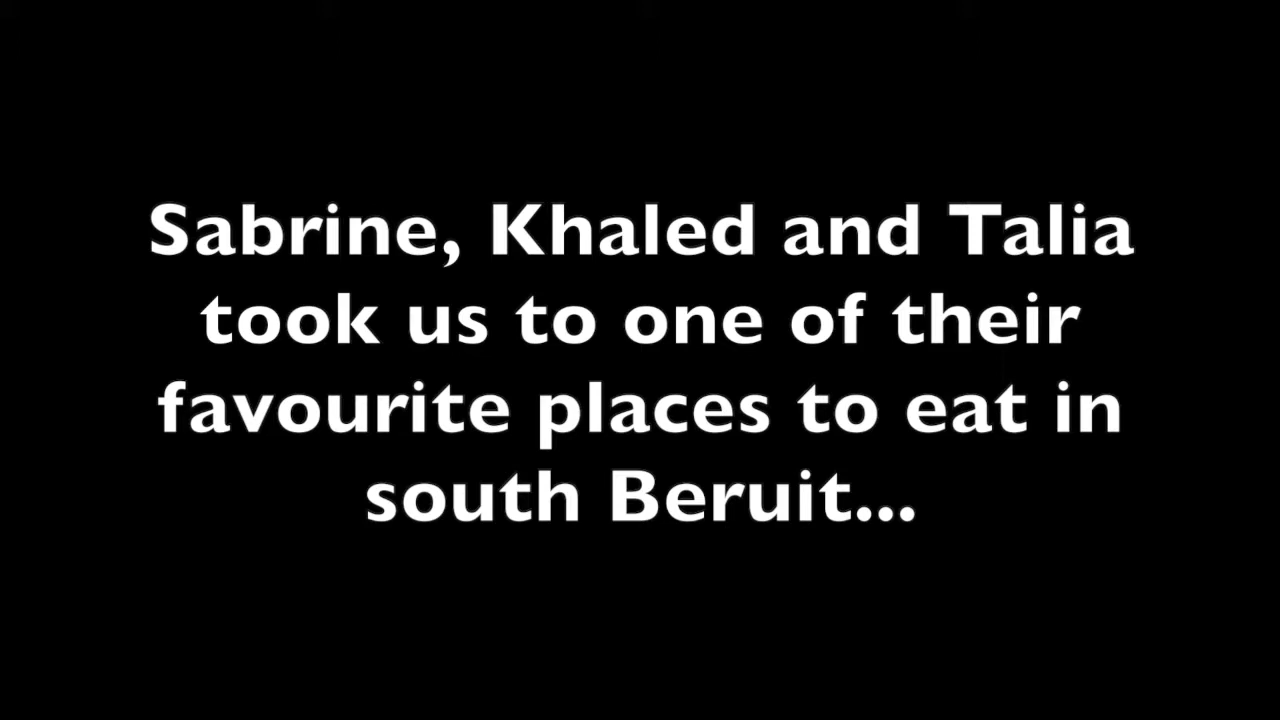 Sabrine, Khaled and Talia
took us to one of their
favourite places to eat in
south Beruit...